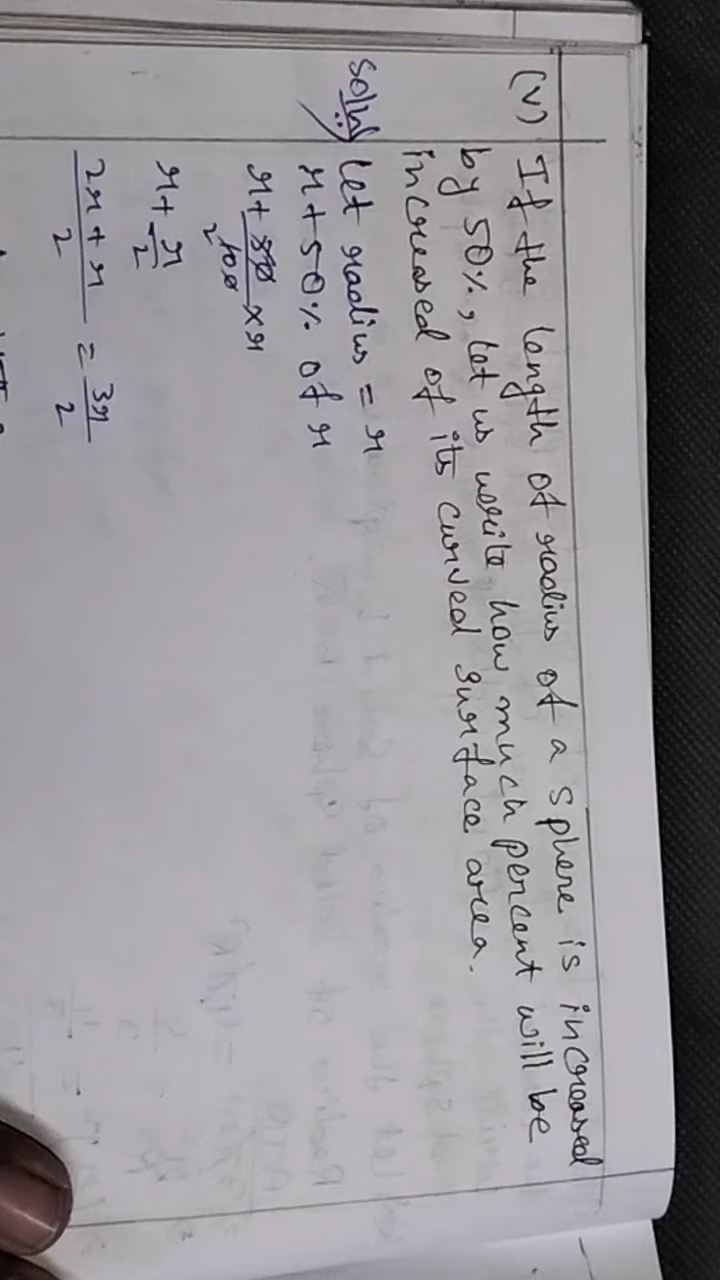 (v) If the length of radius of a sphere is increased
by 50%, let us write how much percent will be
increased of its curved surface area.
Soln: let radius = r
r + 50% of r
r + 50/100 × r
2
r + r/2
2r + r/2 = 3r/2